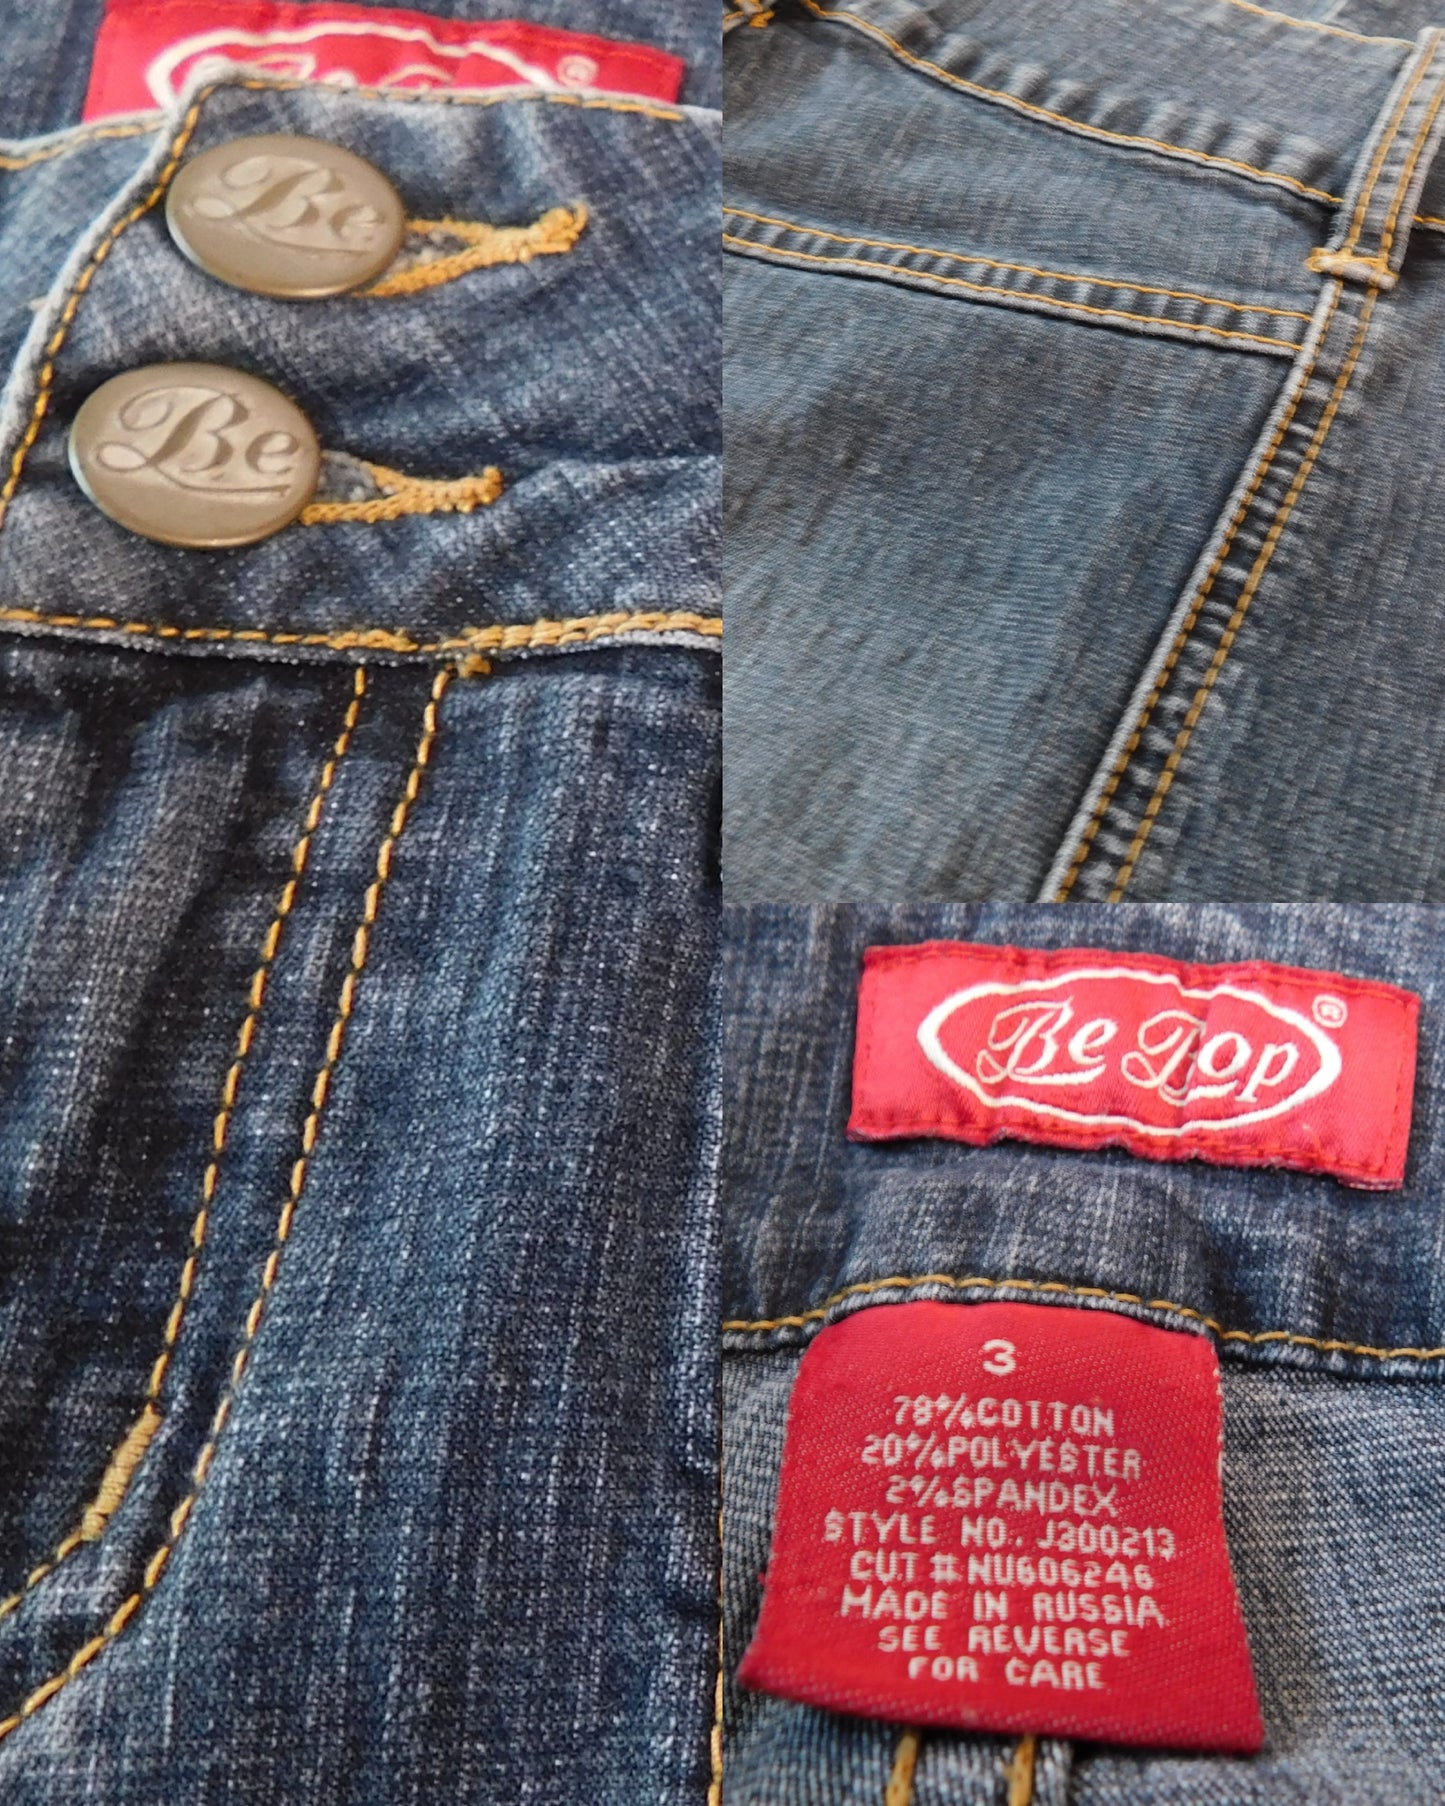 Be
Be
Be Bop ®
3
78%COTTON
20%POLYESTER
2%SPANDEX
STYLE NO. J300213
CUT # NU606246
MADE IN RUSSIA
SEE REVERSE
FOR CARE